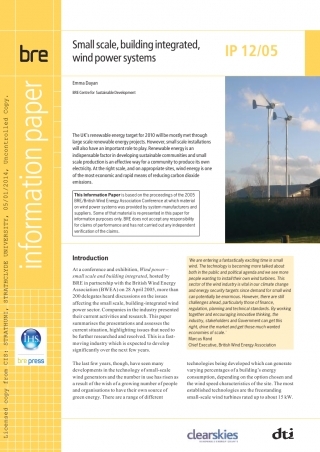 bre
Small scale, building integrated,
wind power systems
IP 12/05
Emma Dayan
BRE Centre for Sustainable Development
information paper
Licensed copy from CIS: STRATHUNI, STRATHCLYDE UNIVERSITY, 05/01/2014, Uncontrolled Copy.
The UK's renewable energy target for 2010 will be mostly met through
large scale renewable energy projects. However, small scale installations
will also have an important role to play. Renewable energy is an
indispensable factor in developing sustainable communities and small
scale production is an effective way for a community to produce its own
electricity. At the right scale, and on appropriate sites, wind energy is one
of the most economic and rapid means of reducing carbon dioxide
emissions.
This Information Paper is based on the proceedings of the 2005
BRE/British Wind Energy Association Conference at which material
on wind power systems was provided by system manufacturers and
suppliers. Some of that material is represented in this paper for
information purposes only. BRE does not accept any responsibility
for claims of performance and has not carried out any independent
verification of the claims.
Introduction
At a conference and exhibition, Wind power –
small scale and building integrated, hosted by
BRE in partnership with the British Wind Energy
Association (BWEA) on 28 April 2005, more than
200 delegates heard discussions on the issues
affecting the small scale, building-integrated wind
power sector. Companies in the industry presented
their current activities and research. This paper
summarises the presentations and assesses the
current situation, highlighting issues that need to
be further researched and resolved. This is a fast-
moving industry which is expected to develop
significantly over the next few years.
The last few years, though, have seen many
developments in the technology of small-scale
wind generators and the number in use has risen as
a result of the wish of a growing number of people
and organisations to have their own source of
green energy. There are a range of different
We are entering a fantastically exciting time in small
wind. The technology is becoming more talked about
both in the public and political agenda and we see more
people wanting to install their own wind turbines. This
sector of the wind industry is vital in our climate change
and energy security targets since demand for small wind
can potentially be enormous. However, there are still
challenges ahead, particularly those of finance,
regulation, planning and technical standards. By working
together and encouraging innovative thinking, the
industry, stakeholders and Government can get this
right, drive the market and get those much wanted
economies of scale.
Marcus Rand
Chief Executive, British Wind Energy Association
technologies being developed which can generate
varying percentages of a building's energy
consumption, depending on the option chosen and
the wind speed characteristics of the site. The most
established technologies are the freestanding
small-scale wind turbines rated up to about 15 kW.
IHS
bre press
clearskies
dti